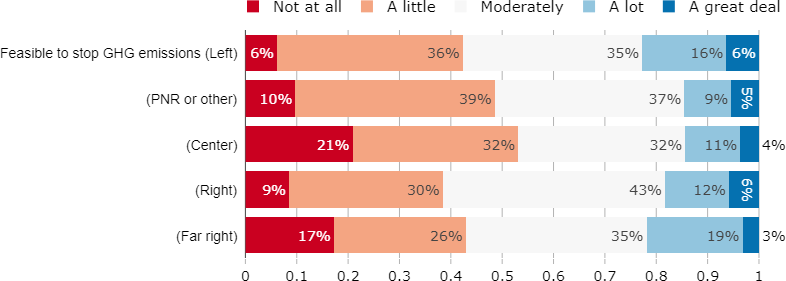 Not at all A little Moderately A lot A great deal
Feasible to stop GHG emissions (Left) 6% 36% 35% 16% 6%
(PNR or other) 10% 39% 37% 9% 5%
(Center) 21% 32% 32% 11% 4%
(Right) 9% 30% 43% 12% 6%
(Far right) 17% 26% 35% 19% 3%
0 0.1 0.2 0.3 0.4 0.5 0.6 0.7 0.8 0.9 1